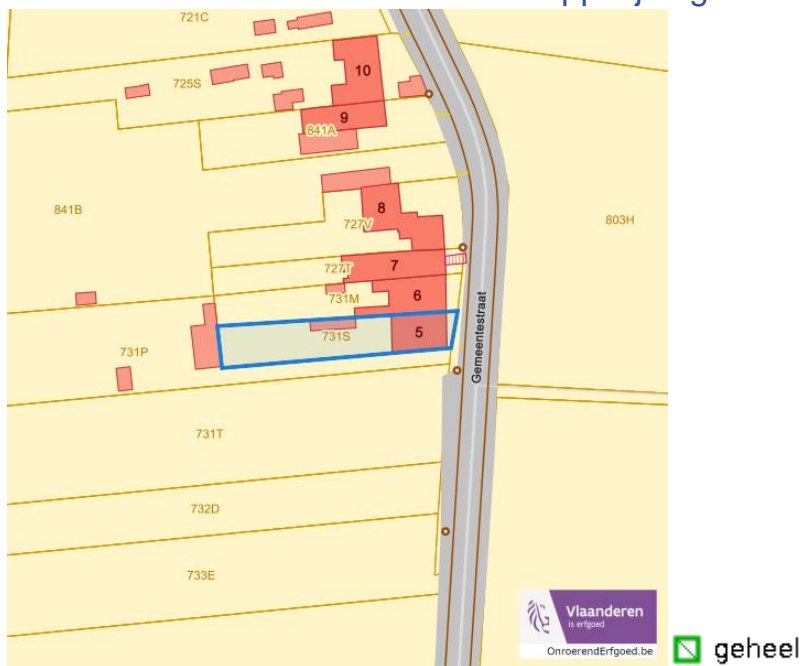 721C
10
725S
9
841A
841B
8
803H
727V
7
727T
731M
6
Gemeentestraat
731S
5
731P
731T
732D
733E
Vlaanderen
is erfgoed
OnroerendErfgoed.be
geheel